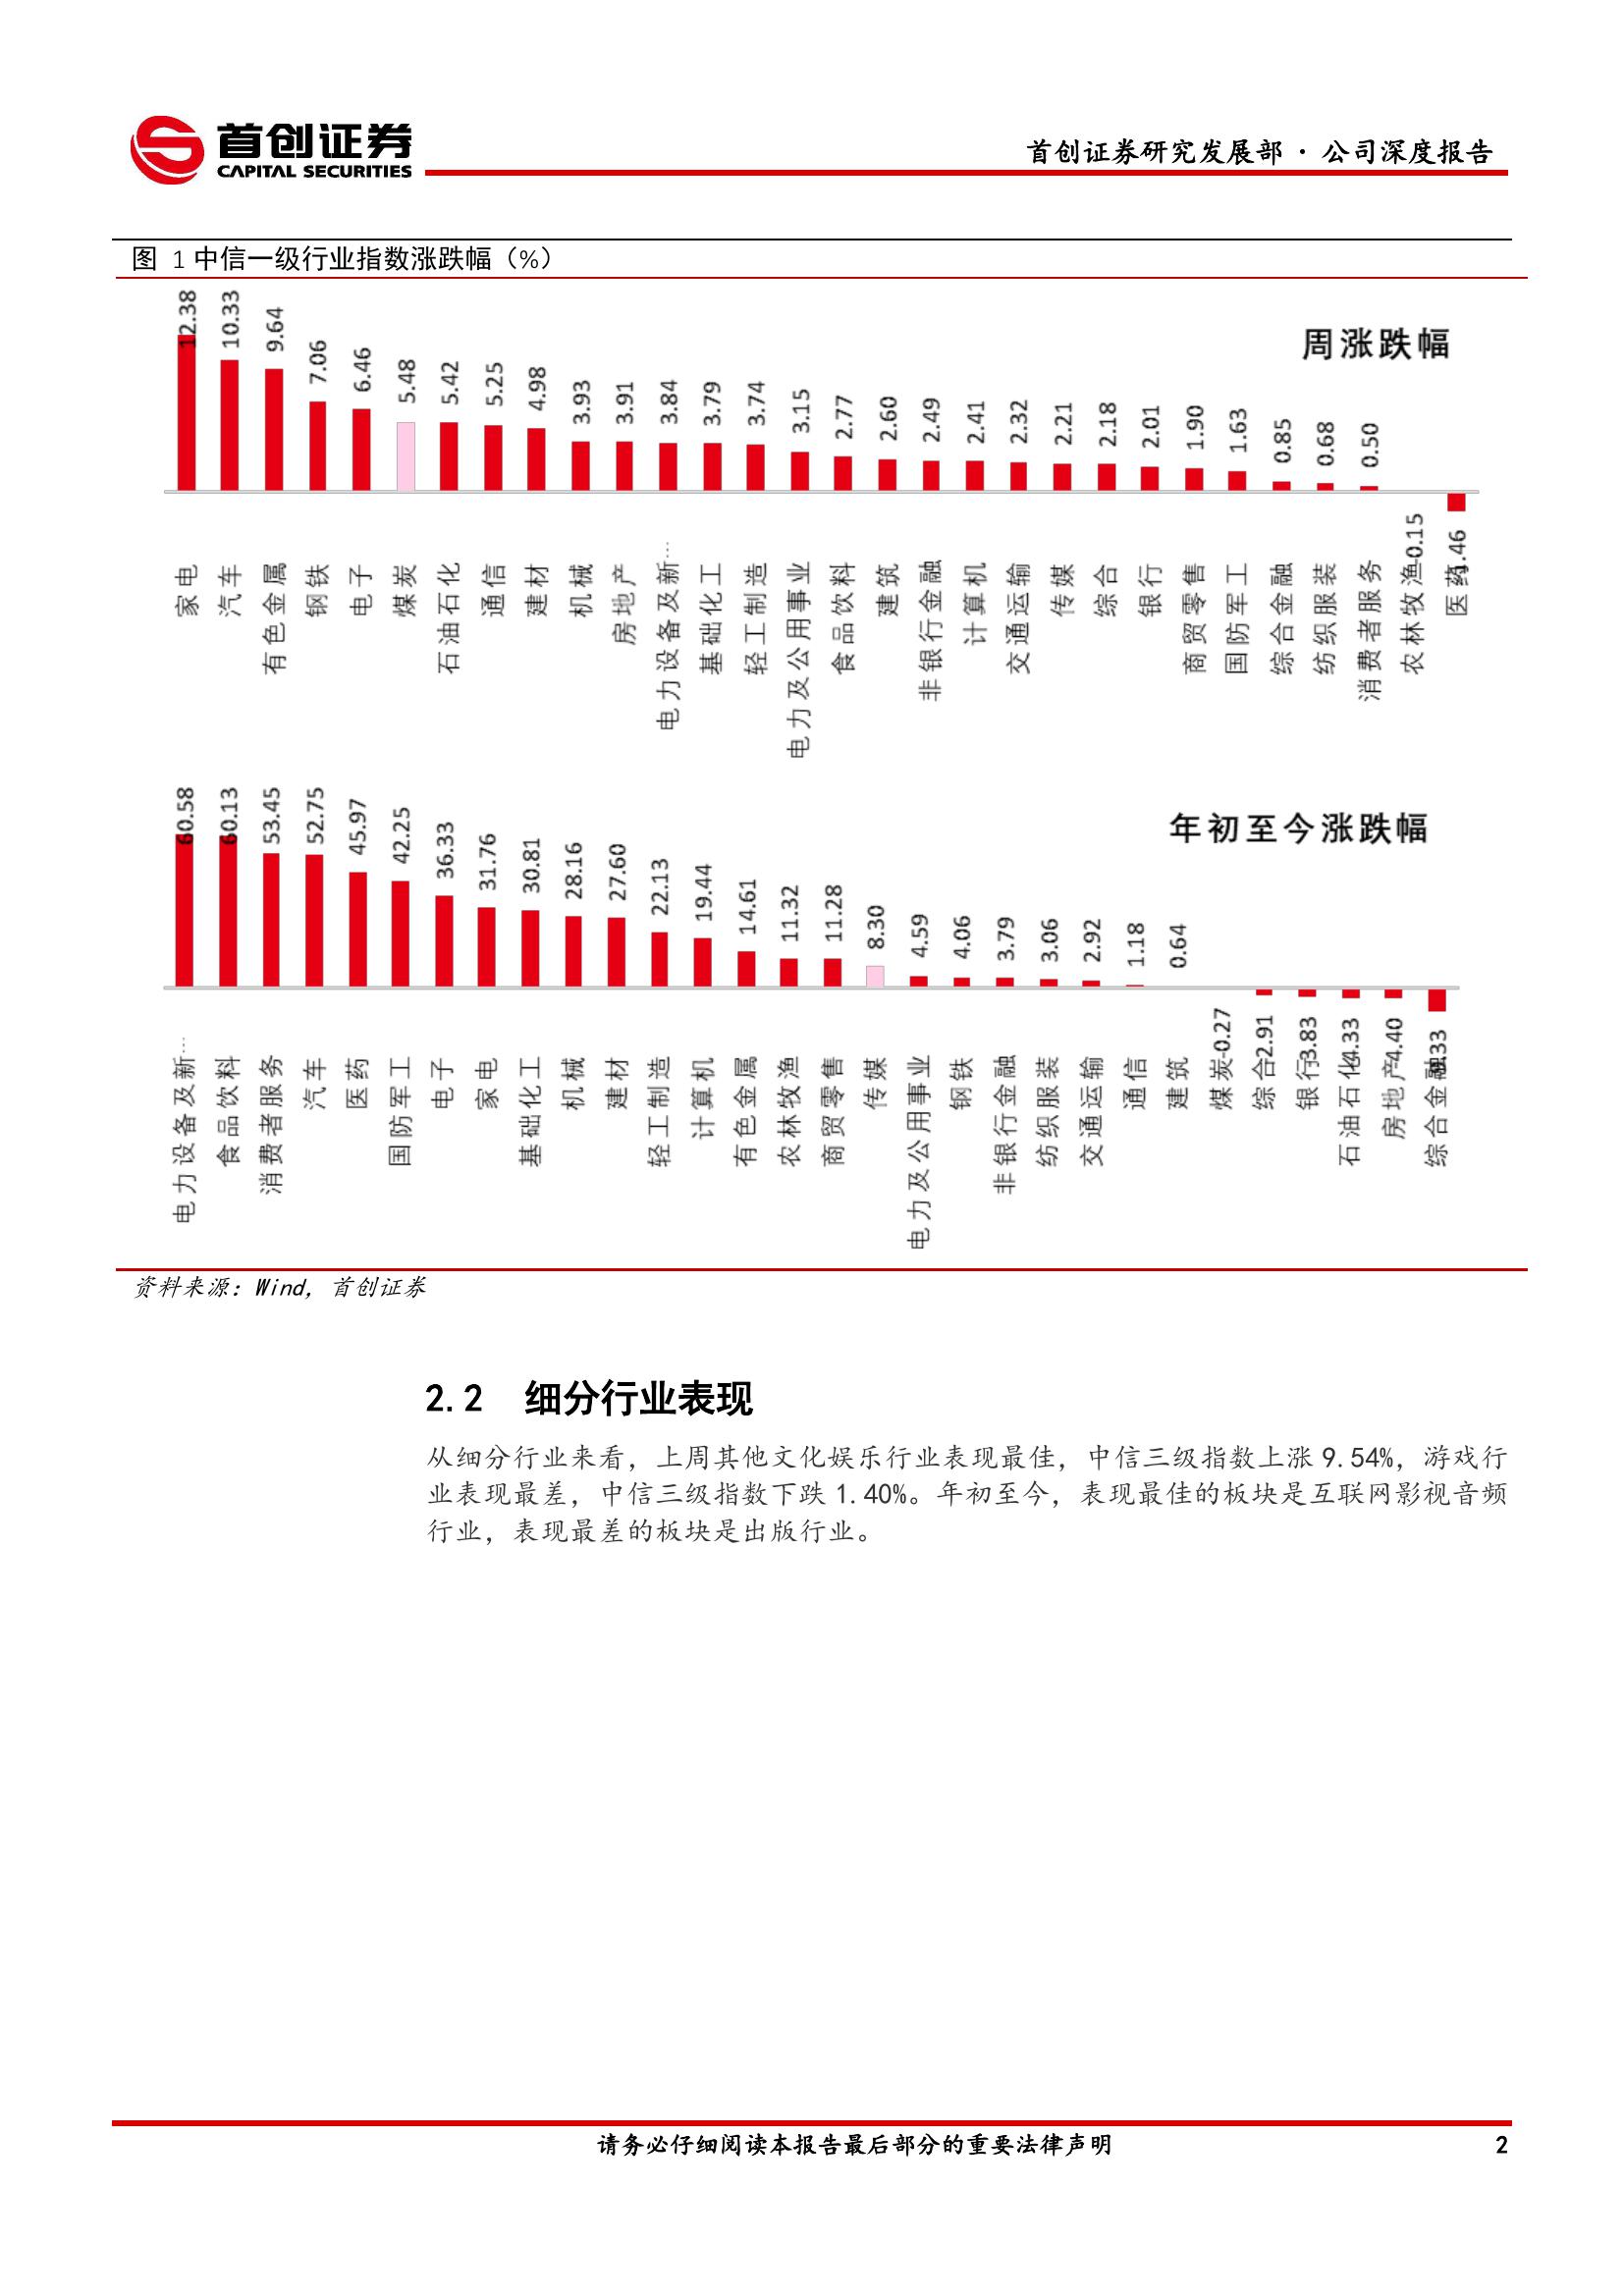 首创证券
CAPITAL SECURITIES
首创证券研究发展部 · 公司深度报告
图 1 中信一级行业指数涨跌幅（%）
周涨跌幅
12.38 10.33 9.64 7.06 6.46 5.48 5.42 5.25 4.98 3.93 3.91 3.84 3.79 3.74 3.15 2.77 2.60 2.49 2.41 2.32 2.21 2.18 2.01 1.90 1.63 0.85 0.68 0.50 -0.15 -1.46
家电 汽车 有色金属 钢铁 电子 煤炭 石油石化 通信 建材 机械 房地产 电力设备及新… 基础化工 轻工制造 电力及公用事业 食品饮料 建筑 非银行金融 计算机 交通运输 传媒 综合 银行 商贸零售 国防军工 综合金融 纺织服装 消费者服务 农林牧渔 医药
年初至今涨跌幅
60.58 60.13 53.45 52.75 45.97 42.25 36.33 31.76 30.81 28.16 27.60 22.13 19.44 14.61 11.32 11.28 8.30 4.59 4.06 3.79 3.06 2.92 1.18 0.64 -0.27 -2.91 -3.83 -4.33 -4.40
电力设备及新… 食品饮料 消费者服务 汽车 医药 国防军工 电子 家电 基础化工 机械 建材 轻工制造 计算机 有色金属 农林牧渔 商贸零售 传媒 电力及公用事业 钢铁 非银行金融 纺织服装 交通运输 通信 建筑 煤炭 综合 银行 石油石化 房地产 综合金融
资料来源：Wind，首创证券
2.2 细分行业表现
从细分行业来看，上周其他文化娱乐行业表现最佳，中信三级指数上涨 9.54%，游戏行
业表现最差，中信三级指数下跌 1.40%。年初至今，表现最佳的板块是互联网影视音频
行业，表现最差的板块是出版行业。
请务必仔细阅读本报告最后部分的重要法律声明
2